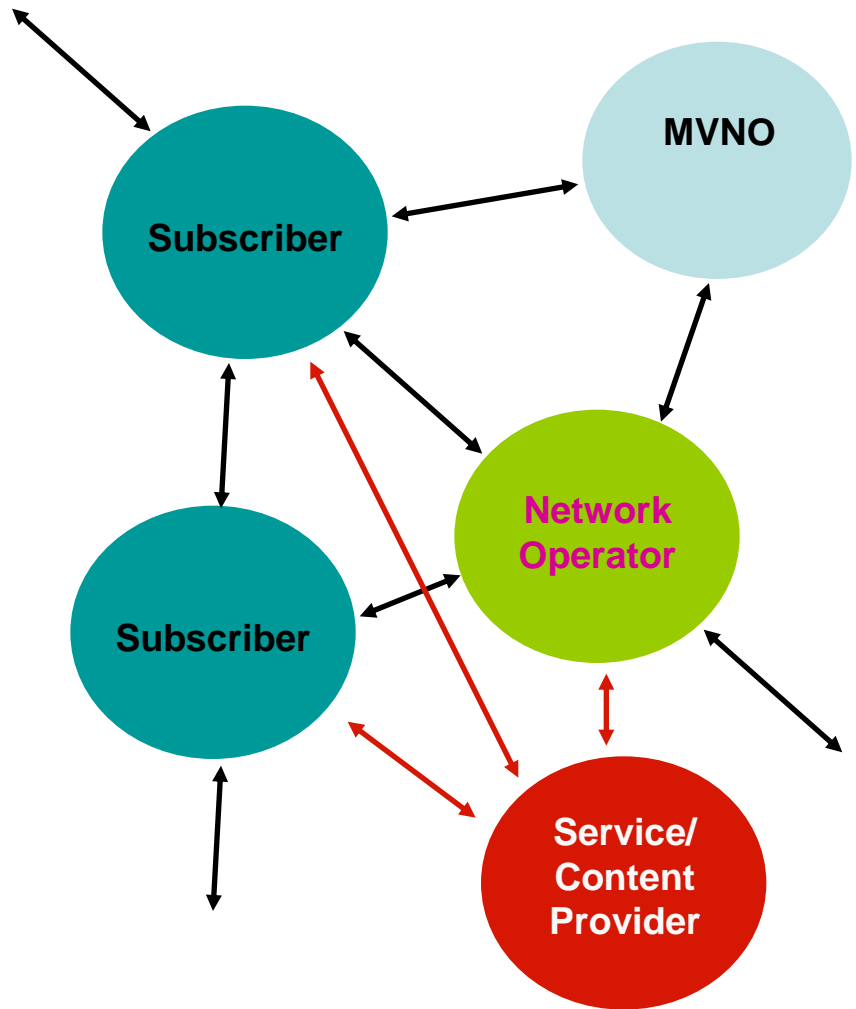 MVNO
Subscriber
Network
Operator
Subscriber
Service/
Content
Provider